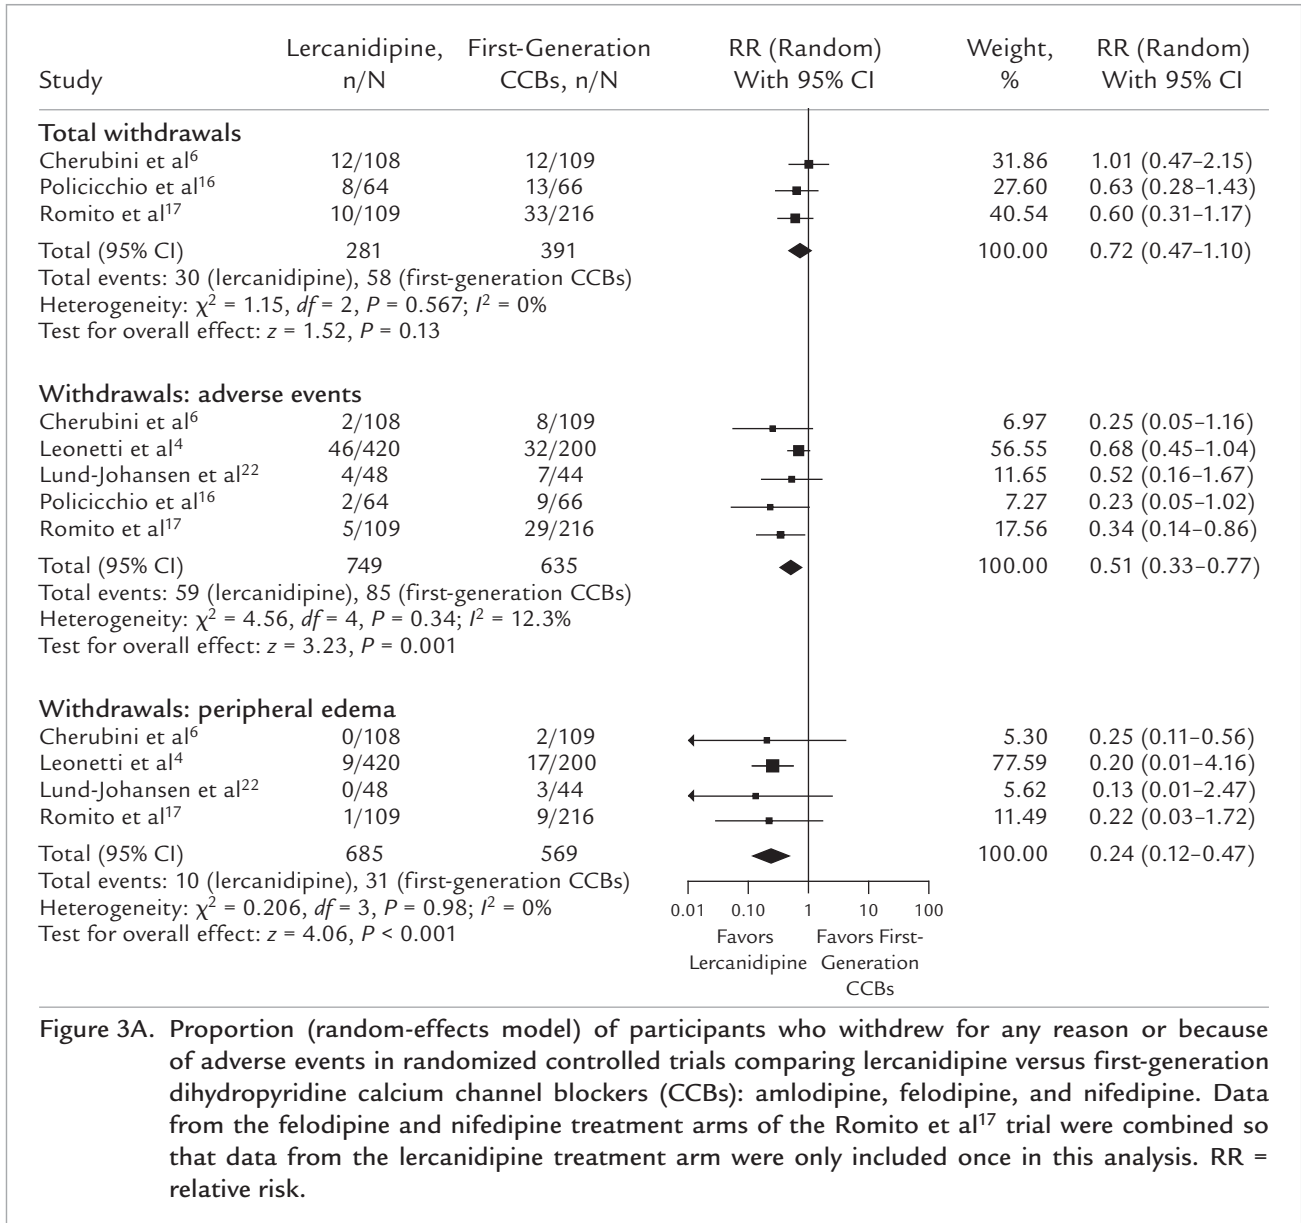 Lercanidipine, First-Generation RR (Random) Weight, RR (Random)
Study n/N CCBs, n/N With 95% CI % With 95% CI
Total withdrawals
Cherubini et al6 12/108 12/109 31.86 1.01 (0.47–2.15)
Policicchio et al16 8/64 13/66 27.60 0.63 (0.28–1.43)
Romito et al17 10/109 33/216 40.54 0.60 (0.31–1.17)
Total (95% CI) 281 391 100.00 0.72 (0.47–1.10)
Total events: 30 (lercanidipine), 58 (first-generation CCBs)
Heterogeneity: χ2 = 1.15, df = 2, P = 0.567; I2 = 0%
Test for overall effect: z = 1.52, P = 0.13
Withdrawals: adverse events
Cherubini et al6 2/108 8/109 6.97 0.25 (0.05–1.16)
Leonetti et al4 46/420 32/200 56.55 0.68 (0.45–1.04)
Lund-Johansen et al22 4/48 7/44 11.65 0.52 (0.16–1.67)
Policicchio et al16 2/64 9/66 7.27 0.23 (0.05–1.02)
Romito et al17 5/109 29/216 17.56 0.34 (0.14–0.86)
Total (95% CI) 749 635 100.00 0.51 (0.33–0.77)
Total events: 59 (lercanidipine), 85 (first-generation CCBs)
Heterogeneity: χ2 = 4.56, df = 4, P = 0.34; I2 = 12.3%
Test for overall effect: z = 3.23, P = 0.001
Withdrawals: peripheral edema
Cherubini et al6 0/108 2/109 5.30 0.25 (0.11–0.56)
Leonetti et al4 9/420 17/200 77.59 0.20 (0.01–4.16)
Lund-Johansen et al22 0/48 3/44 5.62 0.13 (0.01–2.47)
Romito et al17 1/109 9/216 11.49 0.22 (0.03–1.72)
Total (95% CI) 685 569 100.00 0.24 (0.12–0.47)
Total events: 10 (lercanidipine), 31 (first-generation CCBs)
Heterogeneity: χ2 = 0.206, df = 3, P = 0.98; I2 = 0%
Test for overall effect: z = 4.06, P < 0.001
0.01 0.10 1 10 100
Favors Favors First-
Lercanidipine Generation
CCBs
Figure 3A. Proportion (random-effects model) of participants who withdrew for any reason or because
of adverse events in randomized controlled trials comparing lercanidipine versus first-generation
dihydropyridine calcium channel blockers (CCBs): amlodipine, felodipine, and nifedipine. Data
from the felodipine and nifedipine treatment arms of the Romito et al17 trial were combined so
that data from the lercanidipine treatment arm were only included once in this analysis. RR =
relative risk.